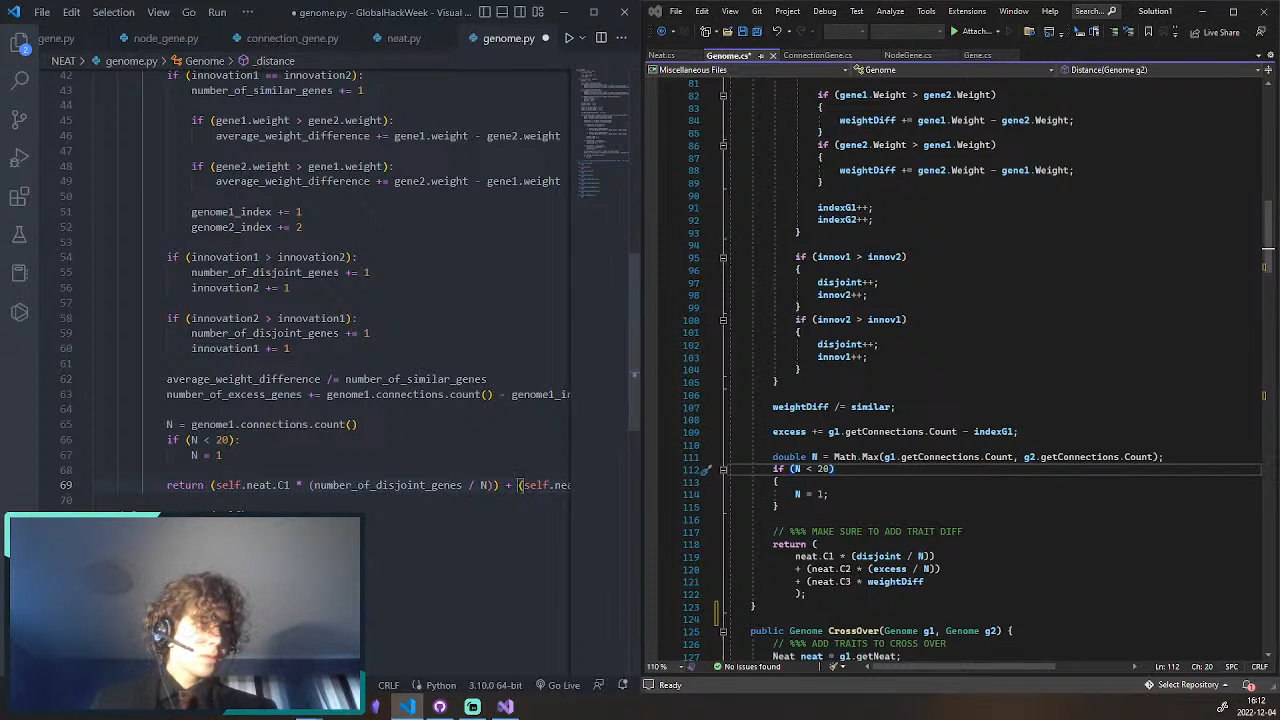 File Edit Selection View Go Run ··· ● genome.py - GlobalHackWeek - Visual ...
File Edit View Git Project Debug Test Analyze Tools Extensions Window Help Search... Solution1
Attach... Live Share
gene.py node_gene.py connection_gene.py neat.py genome.py
Neat.cs Genome.cs* ConnectionGene.cs NodeGene.cs Gene.cs
NEAT > genome.py > Genome > _distance
Miscellaneous Files Genome Distance(Genome g2)
42 if (innovation1 == innovation2):
43 number_of_similar_genes += 1
44
45 if (gene1.weight > gene2.weight):
46 average_weight_difference += gene1.weight - gene2.weight
47
48 if (gene2.weight > gene1.weight):
49 average_weight_difference += gene2.weight - gene1.weight
50
51 genome1_index += 1
52 genome2_index += 2
53
54 if (innovation1 > innovation2):
55 number_of_disjoint_genes += 1
56 innovation2 += 1
57
58 if (innovation2 > innovation1):
59 number_of_disjoint_genes += 1
60 innovation1 += 1
61
62 average_weight_difference /= number_of_similar_genes
63 number_of_excess_genes += genome1.connections.count() - genome1_in
64
65 N = genome1.connections.count()
66 if (N < 20):
67 N = 1
68
69 return (self.neat.C1 * (number_of_disjoint_genes / N)) + (self.nea
70
81
82 if (gene1.Weight > gene2.Weight)
83 {
84 weightDiff += gene1.Weight - gene2.Weight;
85 }
86 if (gene2.Weight > gene1.Weight)
87 {
88 weightDiff += gene2.Weight - gene1.Weight;
89 }
90
91 indexG1++;
92 indexG2++;
93 }
94
95 if (innov1 > innov2)
96 {
97 disjoint++;
98 innov2++;
99 }
100 if (innov2 > innov1)
101 {
102 disjoint++;
103 innov1++;
104 }
105 }
106
107 weightDiff /= similar;
108
109 excess += g1.getConnections.Count - indexG1;
110
111 double N = Math.Max(g1.getConnections.Count, g2.getConnections.Count);
112 if (N < 20)
113 {
114 N = 1;
115 }
116
117 // %%% MAKE SURE TO ADD TRAIT DIFF
118 return (
119 neat.C1 * (disjoint / N))
120 + (neat.C2 * (excess / N))
121 + (neat.C3 * weightDiff
122 );
123 }
124
125 public Genome CrossOver(Genome g1, Genome g2) {
126 // %%% ADD TRAITS TO CROSS OVER
127 Neat neat = g1.getNeat;
110 % No issues found Ln: 112 Ch: 20 SPC CRLF
CRLF Python 3.10.0 64-bit Go Live
Ready Select Repository
16:12
2022-12-04